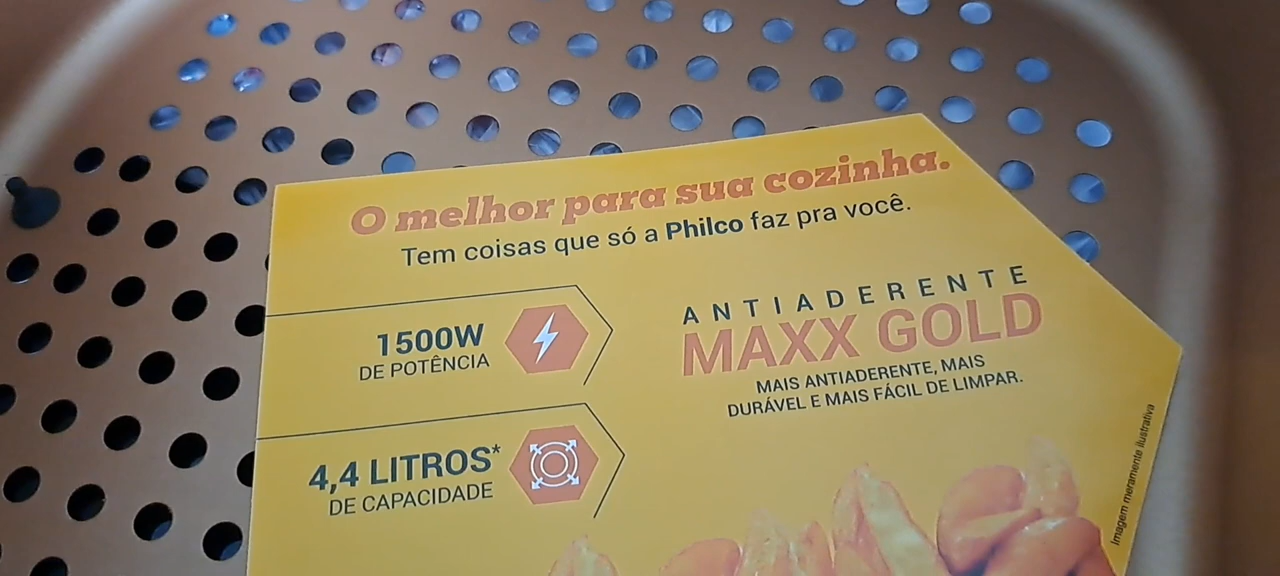 O melhor para sua cozinha.
Tem coisas que só a Philco faz pra você.
1500W
DE POTÊNCIA
4,4 LITROS*
DE CAPACIDADE
ANTIADERENTE
MAXX GOLD
MAIS ANTIADERENTE, MAIS
DURÁVEL E MAIS FÁCIL DE LIMPAR.
Imagem meramente ilustrativa